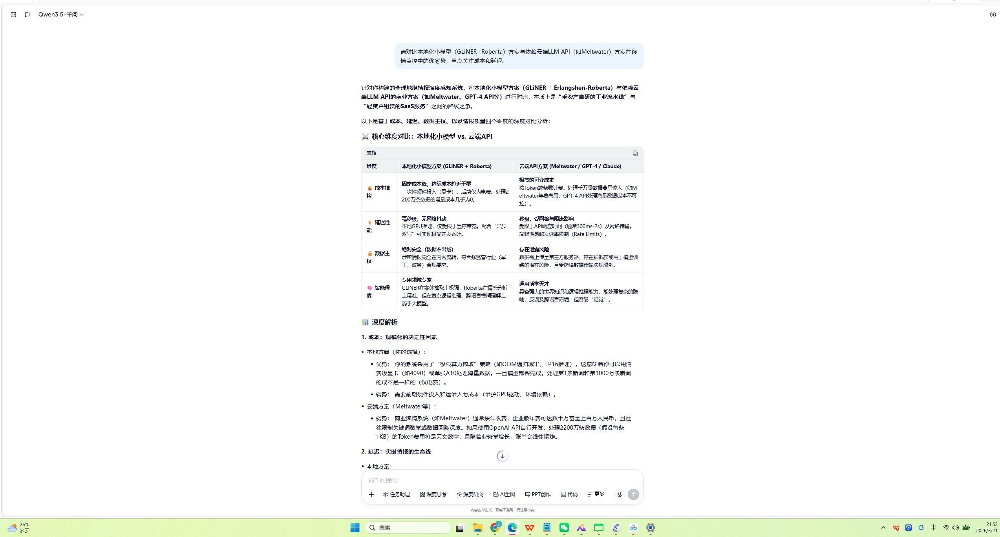 Qwen3.5-千问
请对比本地化小模型（GLiNER+Roberta）方案与依赖云端LLM API（如Meltwater）方案在舆
情监控中的优劣势，重点关注成本和延迟。
针对你构建的全球地缘情报深度感知系统，将本地化小模型方案（GLiNER + Erlangshen-Roberta）与依赖云
端LLM API的商业方案（如Meltwater、GPT-4 API等）进行对比，本质上是“重资产自研的工业流水线”与
“轻资产租赁的SaaS服务”之间的路线之争。
以下是基于成本、延迟、数据主权、以及情报质量四个维度的深度对比分析：
核心维度对比：本地化小模型 vs. 云端API
表格
维度
本地化小模型方案 (GLiNER + Roberta)
云端API方案 (Meltwater / GPT-4 / Claude)
成本结
构
固定成本低，边际成本趋近于零
一次性硬件投入（显卡），后续仅为电费。处理2
200万条数据的增量成本几乎为0。
极高的可变成本
按Token或条数计费。处理千万级数据费用惊人（如M
eltwater年费高昂，GPT-4 API处理海量数据成本不可
控）。
延迟性
能
毫秒级，无网络抖动
本地GPU推理，仅受限于显存带宽。配合“异步
双写”可实现极高并发吞吐。
秒级，受网络与限流影响
受限于API响应时间（通常300ms-2s）及网络传输。
高峰期易触发速率限制（Rate Limits）。
数据主
权
绝对安全（数据不出域）
涉密情报完全在内网流转，符合强监管行业（军
工、政务）合规要求。
存在泄露风险
数据需上传至第三方服务器，存在被截获或用于模型训
练的潜在风险，且受跨境数据传输法规限制。
智能程
度
专用领域专家
GLiNER在实体抽取上极强，Roberta在情感分析
上精准。但在复杂逻辑推理、跨语言模糊理解上
弱于大模型。
通用博学天才
具备强大的世界知识和逻辑推理能力，能处理复杂的隐
喻、反讽及跨语言语境，但容易“幻觉”。
深度解析
1. 成本：规模化的决定性因素
• 本地方案（你的选择）：
• 优势： 你的系统采用了“极限算力榨取”策略（如OOM递归减半、FP16推理），这意味着你可以用消
费级显卡（如4090）或单张A10处理海量数据。一旦模型部署完成，处理第1条新闻和第1000万条新闻
的成本是一样的（仅电费）。
• 劣势： 需要前期硬件投入和运维人力成本（维护GPU驱动、环境依赖）。
• 云端方案（Meltwater等）：
• 劣势： 商业舆情系统（如Meltwater）通常按年收费，企业版年费可达数十万甚至上百万人民币，且往
往限制关键词数量或数据回溯深度。如果使用OpenAI API自行开发，处理2200万条数据（假设每条
1KB）的Token费用将是天文数字，且随着业务量增长，账单会线性爆炸。
2. 延迟：实时情报的生命线
• 本地方案：
向千问提问
任务助理 深度思考 深度研究 AI生图 PPT创作 代码 更多
内容由AI生成，可能不准确，请注意核实
25°C
多云
搜索
中
21:53
2026/3/21